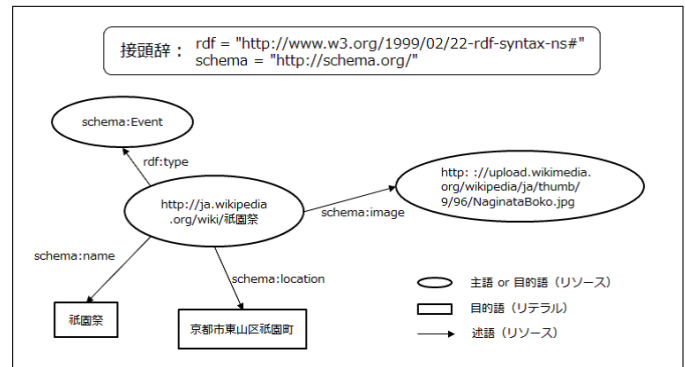 接頭辞： rdf = "http://www.w3.org/1999/02/22-rdf-syntax-ns#"
schema = "http://schema.org/"
schema:Event
rdf:type
http://ja.wikipedia
.org/wiki/祇園祭
schema:image
http: ://upload.wikimedia.
org/wikipedia/ja/thumb/
9/96/NaginataBoko.jpg
schema:name
schema:location
祇園祭
京都市東山区祇園町
主語 or 目的語（リソース）
目的語（リテラル）
述語（リソース）